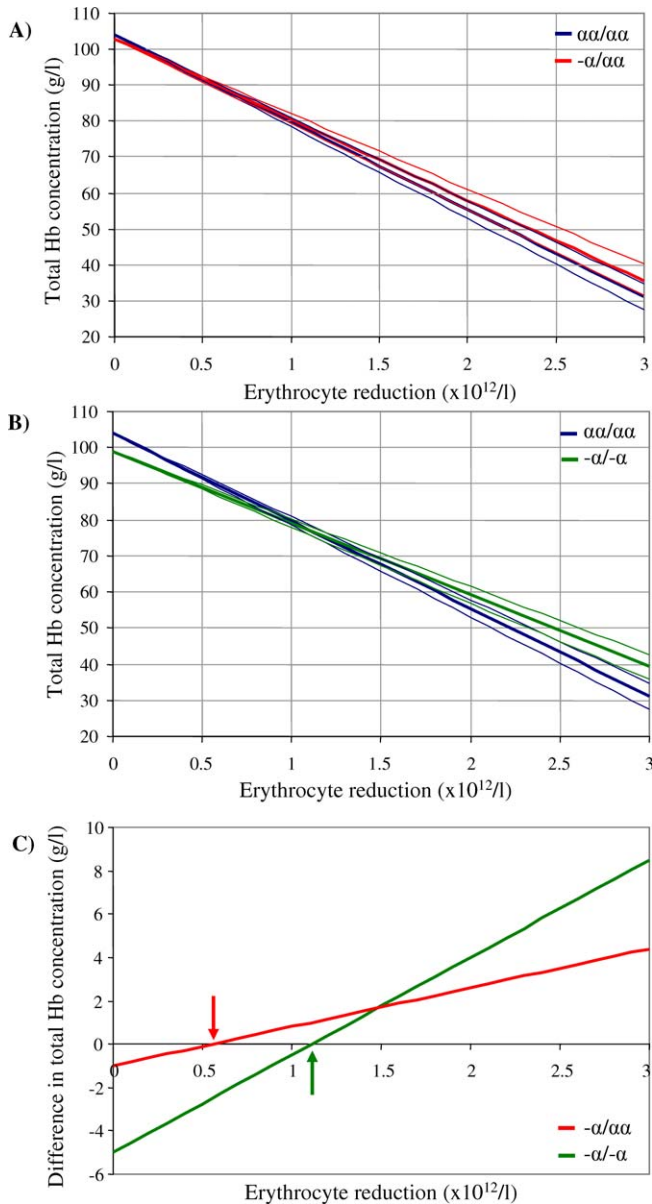 A)
Total Hb concentration (g/l)
110
100
90
80
70
60
50
40
30
20
αα/αα
-α/αα
0 0.5 1 1.5 2 2.5 3
Erythrocyte reduction (x10¹²/l)
B)
Total Hb concentration (g/l)
110
100
90
80
70
60
50
40
30
20
αα/αα
-α/-α
0 0.5 1 1.5 2 2.5 3
Erythrocyte reduction (x10¹²/l)
C)
Difference in total Hb concentration (g/l)
10
8
6
4
2
0
-2
-4
-6
0 0.5 1 1.5 2 2.5 3
-α/αα
-α/-α
Erythrocyte reduction (x10¹²/l)